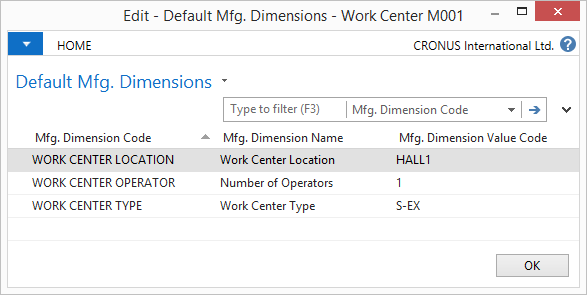 Edit - Default Mfg. Dimensions - Work Center M001
HOME CRONUS International Ltd. ?
Default Mfg. Dimensions
Type to filter (F3) Mfg. Dimension Code
Mfg. Dimension Code Mfg. Dimension Name Mfg. Dimension Value Code
WORK CENTER LOCATION Work Center Location HALL1
WORK CENTER OPERATOR Number of Operators 1
WORK CENTER TYPE Work Center Type S-EX
OK